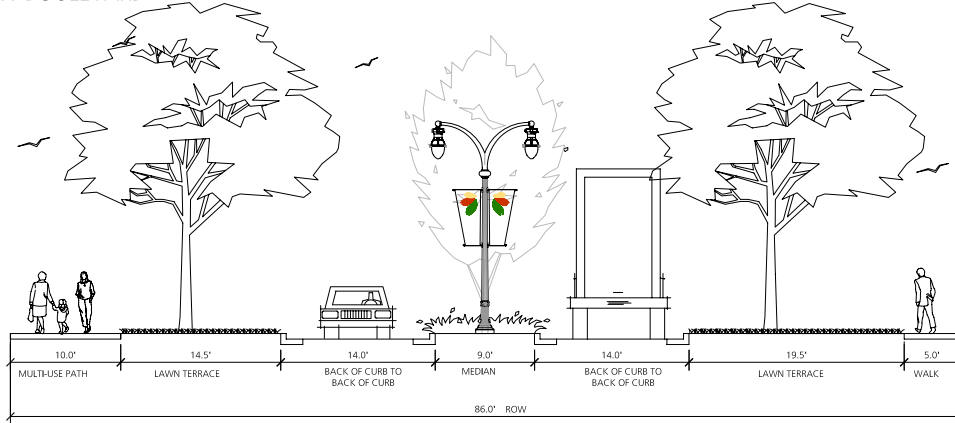 10.0' 14.5' 14.0' 9.0' 14.0' 19.5' 5.0'
MULTI-USE PATH LAWN TERRACE BACK OF CURB TO MEDIAN BACK OF CURB TO LAWN TERRACE WALK
BACK OF CURB BACK OF CURB
86.0' ROW